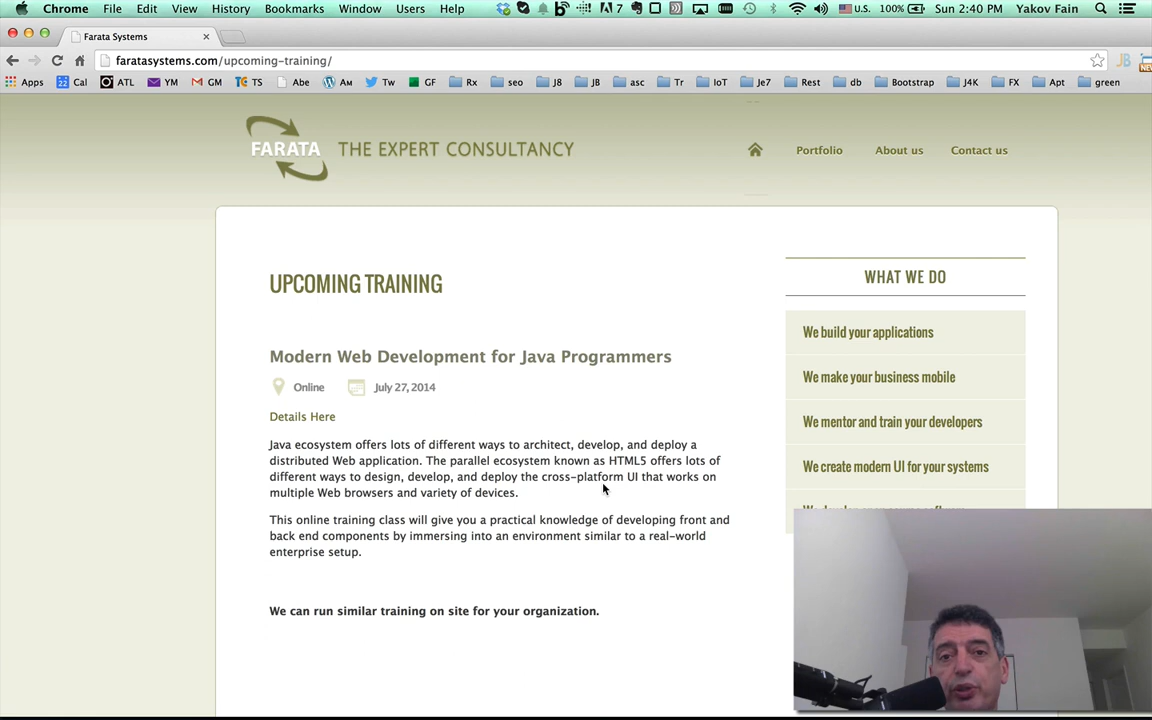 Chrome File Edit View History Bookmarks Window Users Help 7 U.S. 100% Sun 2:40 PM Yakov Fain
Farata Systems
faratasystems.com/upcoming-training/ JB
Apps Cal ATL YM GM TS Abe Ам Tw GF Rx seo J8 JB asc Tr IoT Je7 Rest db Bootstrap J4K FX Apt green NEW
FARATA THE EXPERT CONSULTANCY
Portfolio About us Contact us
UPCOMING TRAINING
Modern Web Development for Java Programmers
Online July 27, 2014
Details Here
Java ecosystem offers lots of different ways to architect, develop, and deploy a
distributed Web application. The parallel ecosystem known as HTML5 offers lots of
different ways to design, develop, and deploy the cross-platform UI that works on
multiple Web browsers and variety of devices.
This online training class will give you a practical knowledge of developing front and
back end components by immersing into an environment similar to a real-world
enterprise setup.
We can run similar training on site for your organization.
WHAT WE DO
We build your applications
We make your business mobile
We mentor and train your developers
We create modern UI for your systems